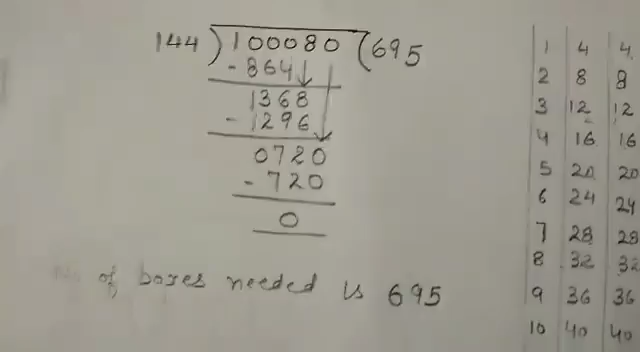 144 ) 100080 ( 695
- 864
1368
- 1296
0720
- 720
0
of boxes needed is 695
1 4 4
2 8 8
3 12 12
4 16 16
5 20 20
6 24 24
7 28 28
8 32 32
9 36 36
10 40 40